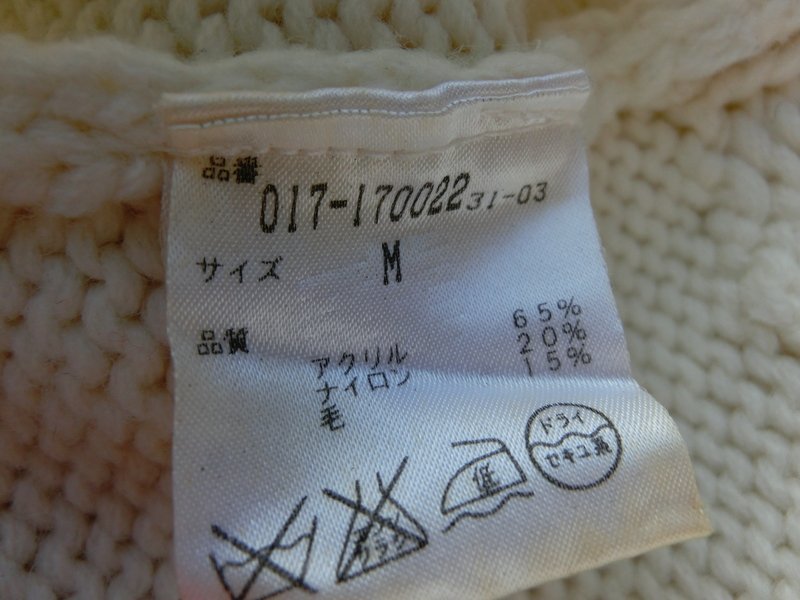 品番
017-170022 31-03
サイズ M
品質
アクリル 65%
ナイロン 20%
毛 15%
低
ドライ
セキユ系